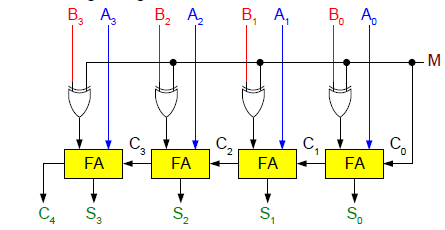 B3 A3 B2 A2 B1 A1 B0 A0
M
C3 C2 C1 C0
FA FA FA FA
C4 S3 S2 S1 S0